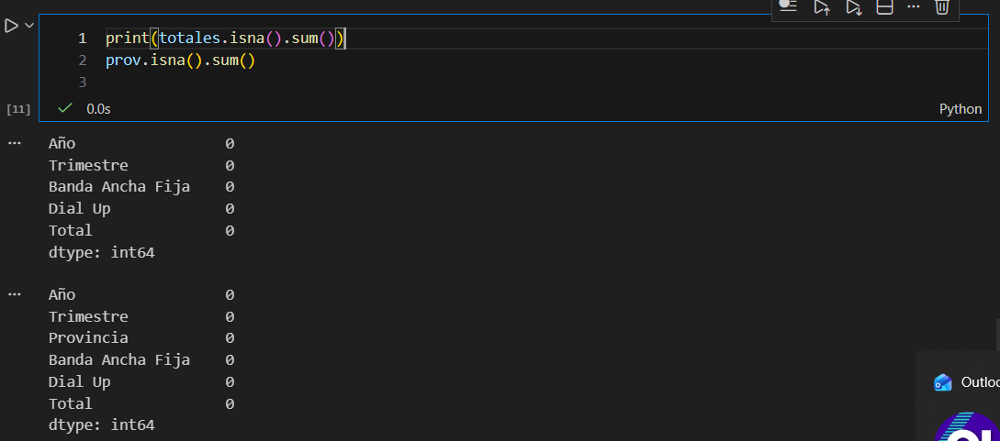 1 print(totales.isna().sum())
2 prov.isna().sum()
3
[11] 0.0s Python
Año 0
Trimestre 0
Banda Ancha Fija 0
Dial Up 0
Total 0
dtype: int64
Año 0
Trimestre 0
Provincia 0
Banda Ancha Fija 0
Dial Up 0
Total 0
dtype: int64